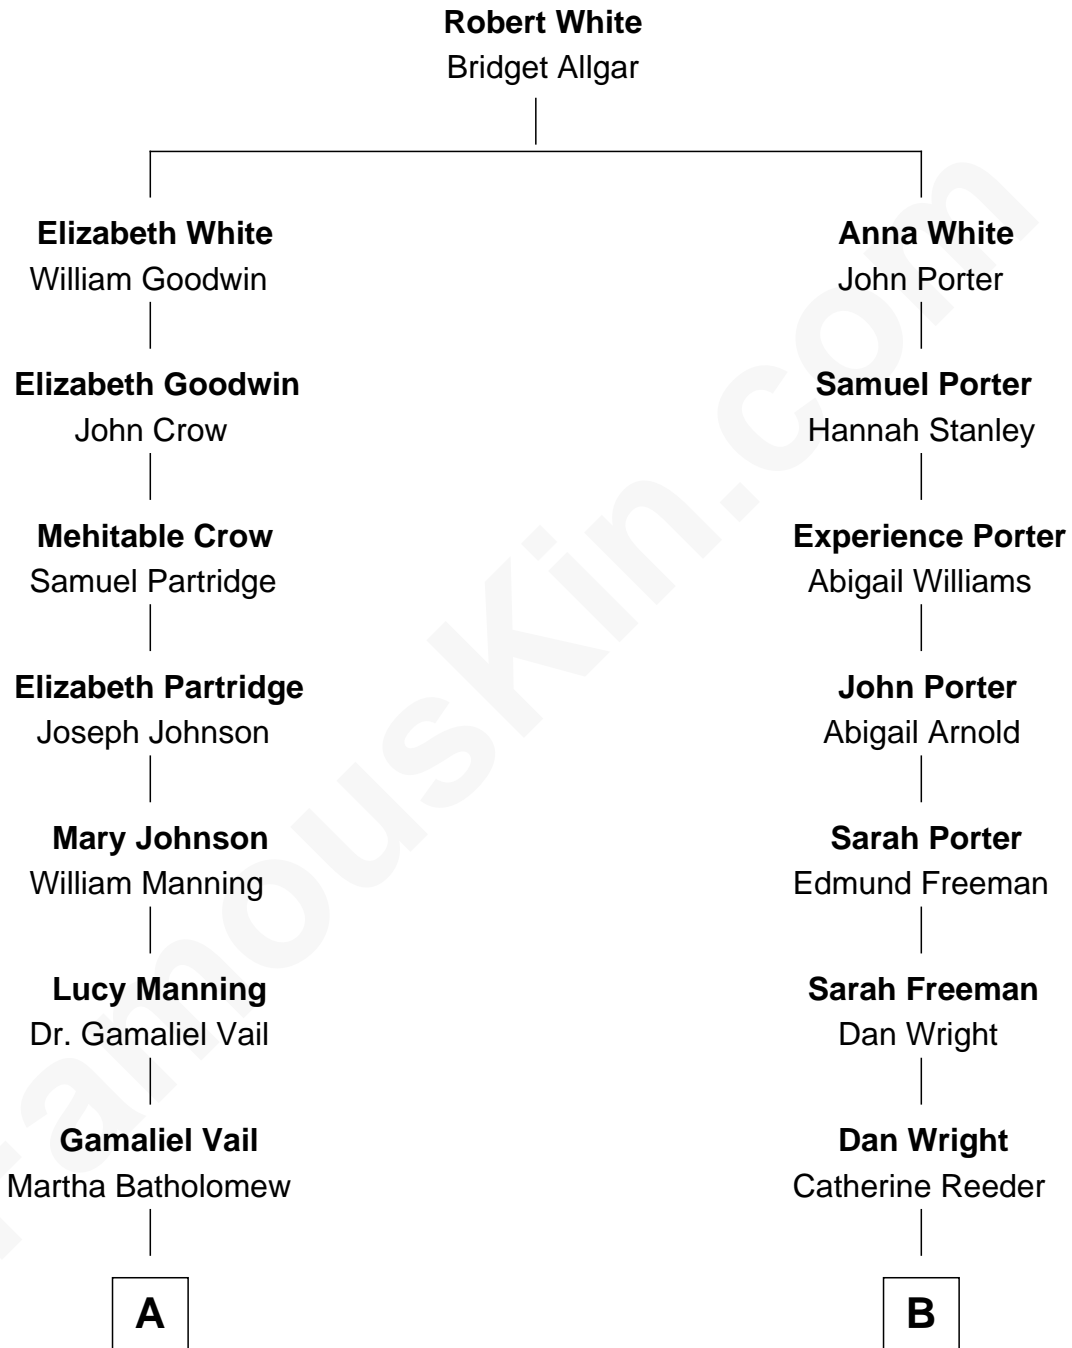 Robert White
Bridget Allgar
Elizabeth White
William Goodwin
Elizabeth Goodwin
John Crow
Mehitable Crow
Samuel Partridge
Elizabeth Partridge
Joseph Johnson
Mary Johnson
William Manning
Lucy Manning
Dr. Gamaliel Vail
Gamaliel Vail
Martha Batholomew
A
Anna White
John Porter
Samuel Porter
Hannah Stanley
Experience Porter
Abigail Williams
John Porter
Abigail Arnold
Sarah Porter
Edmund Freeman
Sarah Freeman
Dan Wright
Dan Wright
Catherine Reeder
B
FamousKin.com